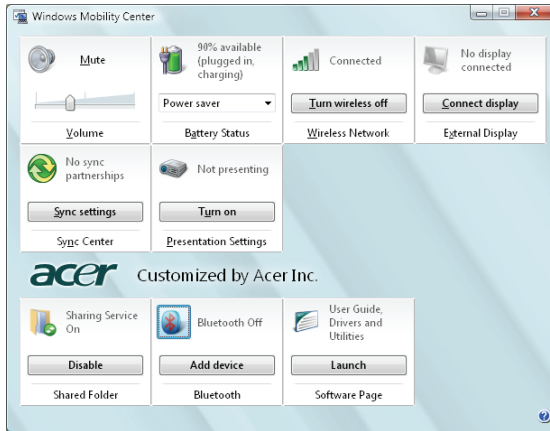 Windows Mobility Center
Mute
Volume
90% available
(plugged in,
charging)
Power saver
Battery Status
Connected
Turn wireless off
Wireless Network
No display
connected
Connect display
External Display
No sync
partnerships
Sync settings
Sync Center
Not presenting
Turn on
Presentation Settings
acer Customized by Acer Inc.
Sharing Service
On
Disable
Shared Folder
Bluetooth Off
Add device
Bluetooth
User Guide,
Drivers and
Utilities
Launch
Software Page